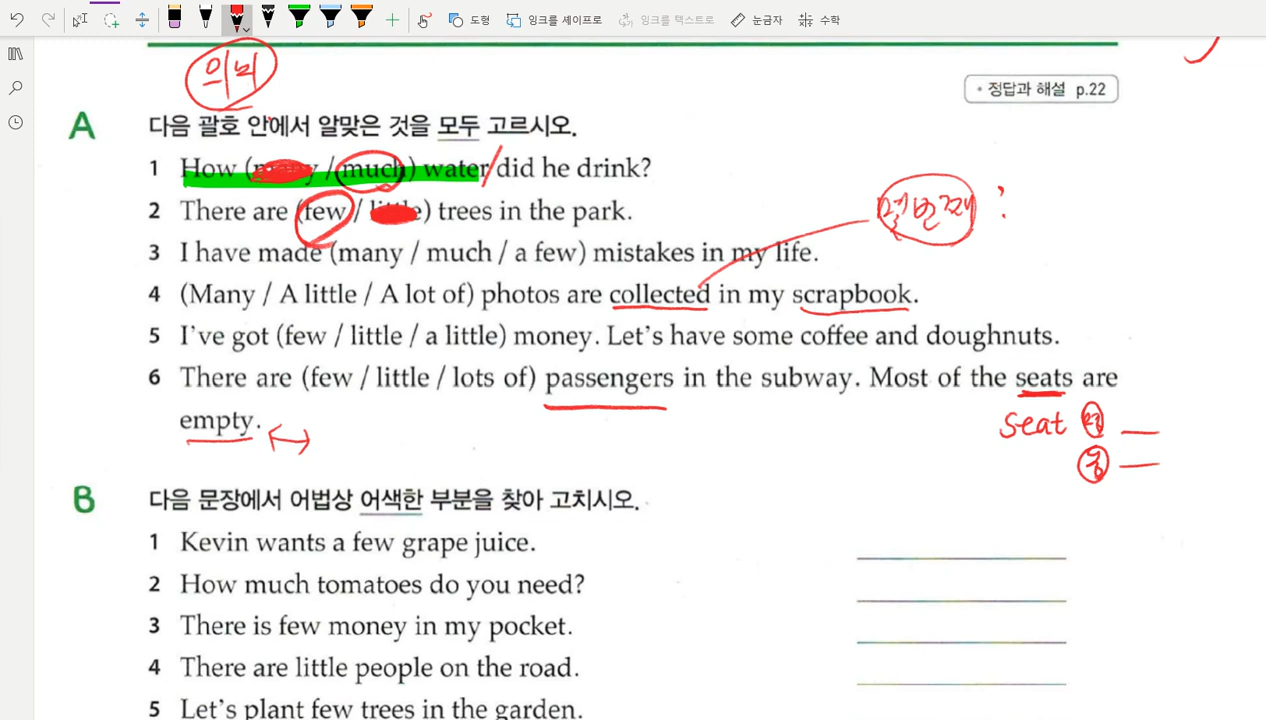 도형 잉크를 셰이프로 잉크를 텍스트로 눈금자 수학
의뷔
• 정답과 해설 p.22
A 다음 괄호 안에서 알맞은 것을 모두 고르시오.
1 How (many / much) water did he drink?
2 There are (few / little) trees in the park.
몇번째?
3 I have made (many / much / a few) mistakes in my life.
4 (Many / A little / A lot of) photos are collected in my scrapbook.
5 I've got (few / little / a little) money. Let's have some coffee and doughnuts.
6 There are (few / little / lots of) passengers in the subway. Most of the seats are
empty.
seat 명
동
B 다음 문장에서 어법상 어색한 부분을 찾아 고치시오.
1 Kevin wants a few grape juice.
2 How much tomatoes do you need?
3 There is few money in my pocket.
4 There are little people on the road.
5 Let's plant few trees in the garden.